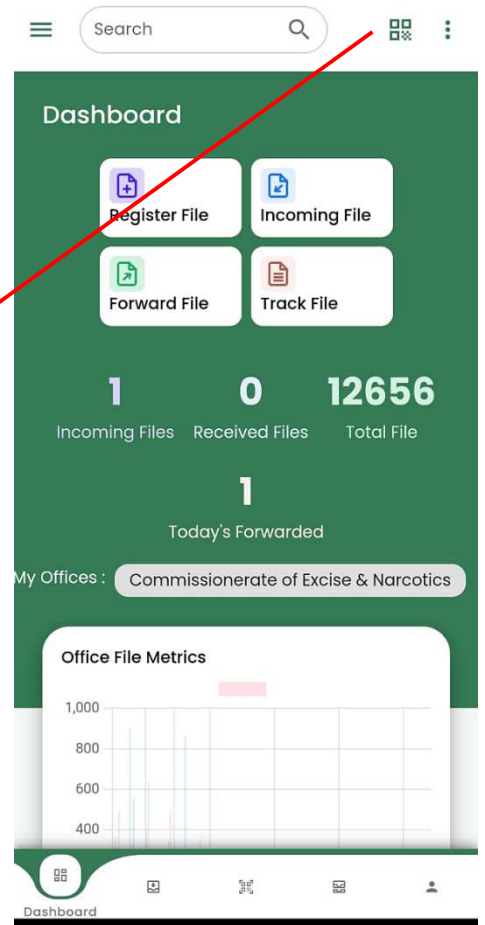 Search
Dashboard
Register File
Incoming File
Forward File
Track File
1 0 12656
Incoming Files Received Files Total File
1
Today's Forwarded
My Offices : Commissionerate of Excise & Narcotics
Office File Metrics
1,000
800
600
400
Dashboard